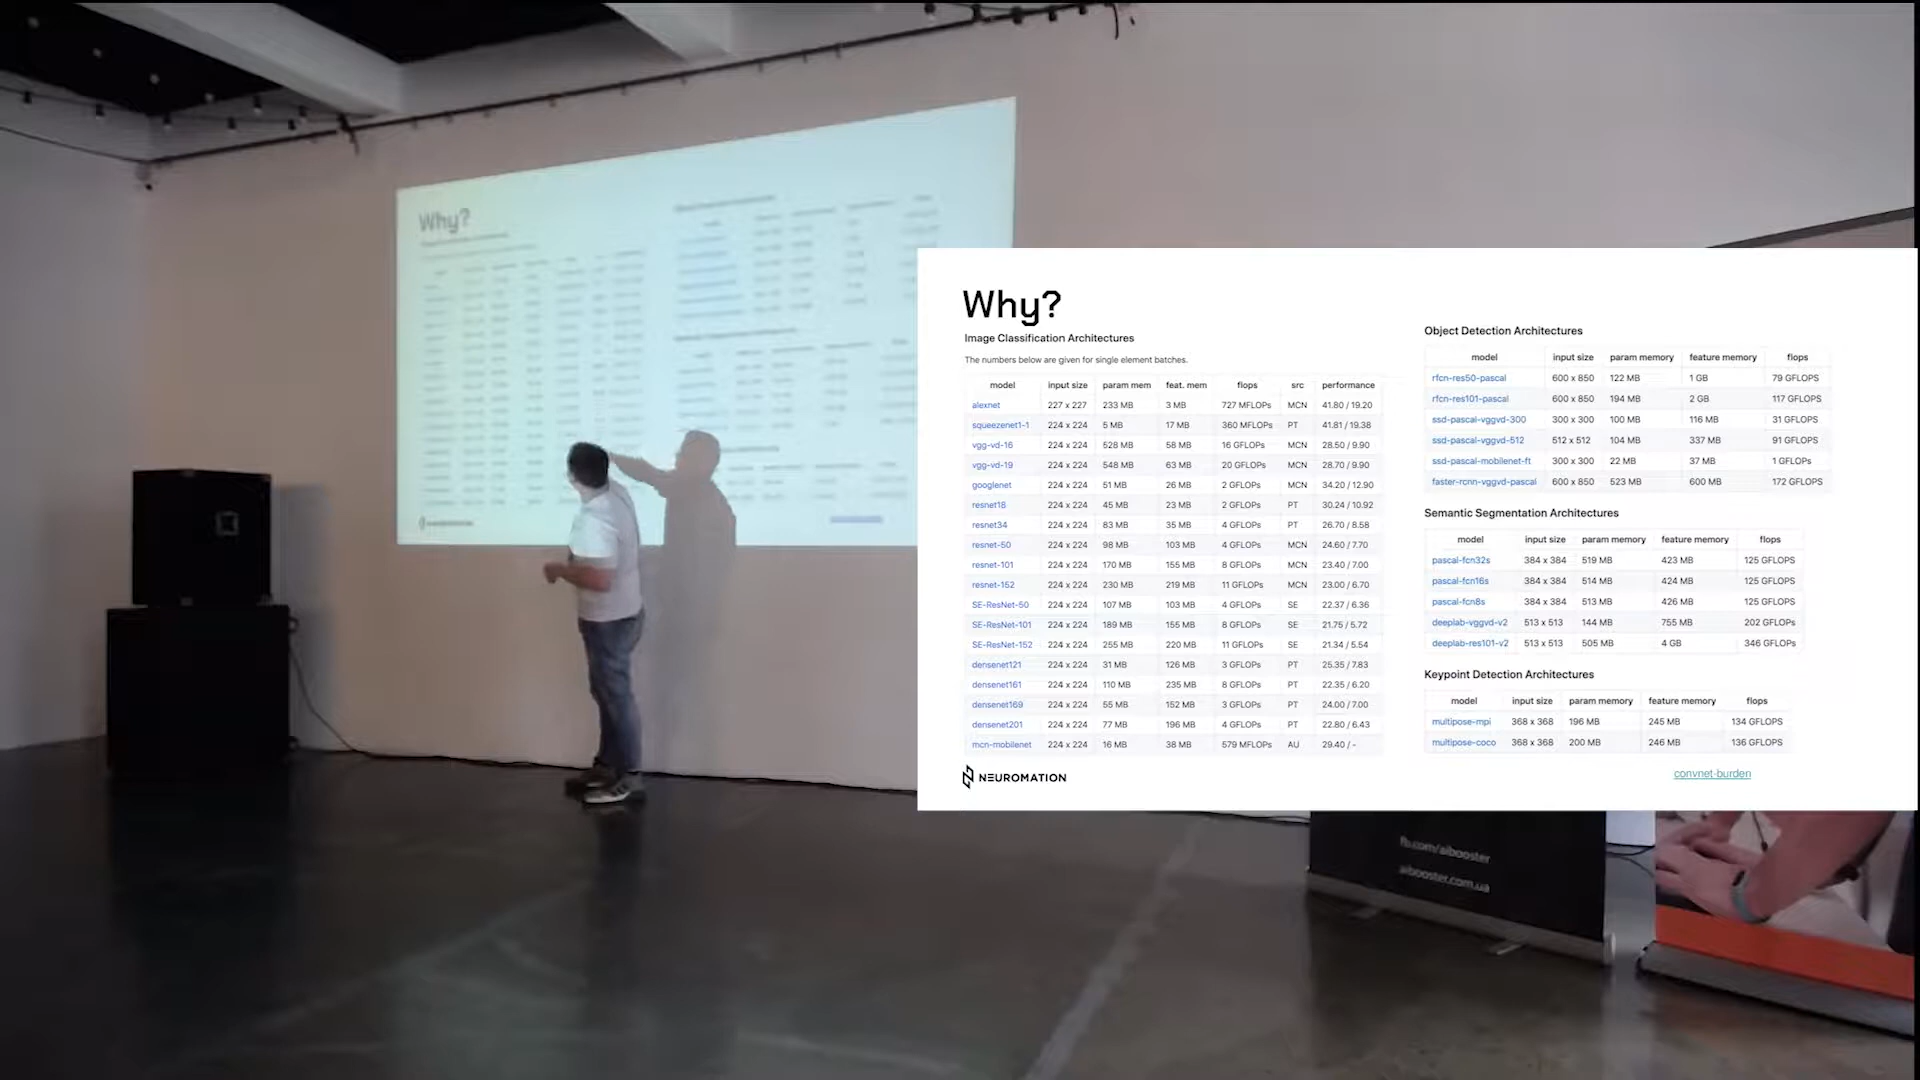 Why?
Why?
Image Classification Architectures
The numbers below are given for single element batches.
model input size param mem feat. mem flops src performance
alexnet 227 x 227 233 MB 3 MB 727 MFLOPs MCN 41.80 / 19.20
squeezenet1-1 224 x 224 5 MB 17 MB 360 MFLOPs PT 41.81 / 19.38
vgg-vd-16 224 x 224 528 MB 58 MB 16 GFLOPs MCN 28.50 / 9.90
vgg-vd-19 224 x 224 548 MB 63 MB 20 GFLOPs MCN 28.70 / 9.90
googlenet 224 x 224 51 MB 26 MB 2 GFLOPs MCN 34.20 / 12.90
resnet18 224 x 224 45 MB 23 MB 2 GFLOPs PT 30.24 / 10.92
resnet34 224 x 224 83 MB 35 MB 4 GFLOPs PT 26.70 / 8.58
resnet-50 224 x 224 98 MB 103 MB 4 GFLOPs MCN 24.60 / 7.70
resnet-101 224 x 224 170 MB 155 MB 8 GFLOPs MCN 23.40 / 7.00
resnet-152 224 x 224 230 MB 219 MB 11 GFLOPs MCN 23.00 / 6.70
SE-ResNet-50 224 x 224 107 MB 103 MB 4 GFLOPs SE 22.37 / 6.36
SE-ResNet-101 224 x 224 189 MB 155 MB 8 GFLOPs SE 21.75 / 5.72
SE-ResNet-152 224 x 224 255 MB 220 MB 11 GFLOPs SE 21.34 / 5.54
densenet121 224 x 224 31 MB 126 MB 3 GFLOPs PT 25.35 / 7.83
densenet161 224 x 224 110 MB 235 MB 8 GFLOPs PT 22.35 / 6.20
densenet169 224 x 224 55 MB 152 MB 3 GFLOPs PT 24.00 / 7.00
densenet201 224 x 224 77 MB 196 MB 4 GFLOPs PT 22.80 / 6.43
mcn-mobilenet 224 x 224 16 MB 38 MB 579 MFLOPs AU 29.40 / -
NEUROMATION
Object Detection Architectures
model input size param memory feature memory flops
rfcn-res50-pascal 600 x 850 122 MB 1 GB 79 GFLOPS
rfcn-res101-pascal 600 x 850 194 MB 2 GB 117 GFLOPS
ssd-pascal-vggvd-300 300 x 300 100 MB 116 MB 31 GFLOPS
ssd-pascal-vggvd-512 512 x 512 104 MB 337 MB 91 GFLOPS
ssd-pascal-mobilenet-ft 300 x 300 22 MB 37 MB 1 GFLOPs
faster-rcnn-vggvd-pascal 600 x 850 523 MB 600 MB 172 GFLOPS
Semantic Segmentation Architectures
model input size param memory feature memory flops
pascal-fcn32s 384 x 384 519 MB 423 MB 125 GFLOPS
pascal-fcn16s 384 x 384 514 MB 424 MB 125 GFLOPS
pascal-fcn8s 384 x 384 513 MB 426 MB 125 GFLOPS
deeplab-vggvd-v2 513 x 513 144 MB 755 MB 202 GFLOPS
deeplab-res101-v2 513 x 513 505 MB 4 GB 346 GFLOPs
Keypoint Detection Architectures
model input size param memory feature memory flops
multipose-mpi 368 x 368 196 MB 245 MB 134 GFLOPS
multipose-coco 368 x 368 200 MB 246 MB 136 GFLOPS
convnet-burden
fb.com/aibooster
aibooster.com.ua